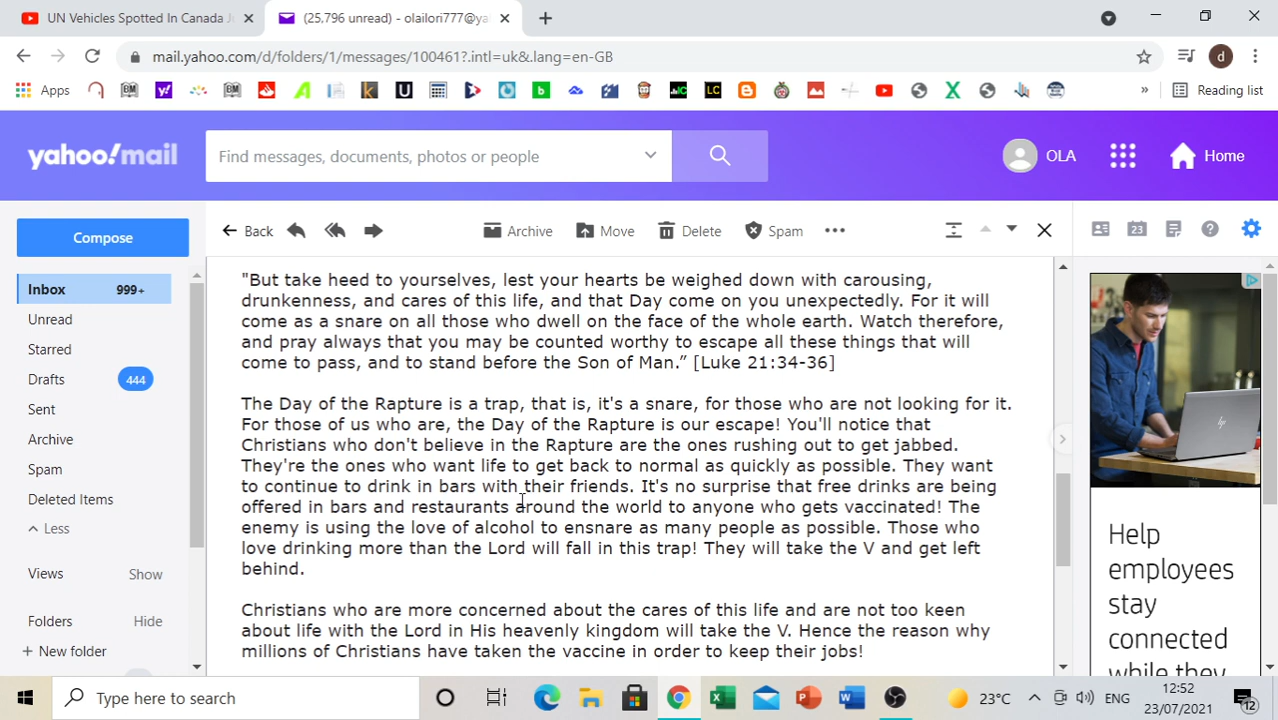 UN Vehicles Spotted In Canada
(25,796 unread) - olailori777@ya
mail.yahoo.com/d/folders/1/messages/100461?.intl=uk&.lang=en-GB
d
Apps
BM
BM
U
b
IC
LC
X
»
Reading list
yahoo!mail
Find messages, documents, photos or people
OLA
Home
Compose
Back
Archive
Move
Delete
Spam
23
Inbox 999+
Unread
Starred
Drafts 444
Sent
Archive
Spam
Deleted Items
Less
Views Show
Folders Hide
+ New folder
"But take heed to yourselves, lest your hearts be weighed down with carousing,
drunkenness, and cares of this life, and that Day come on you unexpectedly. For it will
come as a snare on all those who dwell on the face of the whole earth. Watch therefore,
and pray always that you may be counted worthy to escape all these things that will
come to pass, and to stand before the Son of Man.” [Luke 21:34-36]
The Day of the Rapture is a trap, that is, it's a snare, for those who are not looking for it.
For those of us who are, the Day of the Rapture is our escape! You'll notice that
Christians who don't believe in the Rapture are the ones rushing out to get jabbed.
They're the ones who want life to get back to normal as quickly as possible. They want
to continue to drink in bars with their friends. It's no surprise that free drinks are being
offered in bars and restaurants around the world to anyone who gets vaccinated! The
enemy is using the love of alcohol to ensnare as many people as possible. Those who
love drinking more than the Lord will fall in this trap! They will take the V and get left
behind.
Christians who are more concerned about the cares of this life and are not too keen
about life with the Lord in His heavenly kingdom will take the V. Hence the reason why
millions of Christians have taken the vaccine in order to keep their jobs!
Help
employees
stay
connected
while they
Type here to search
23°C
ENG
12:52
23/07/2021
12